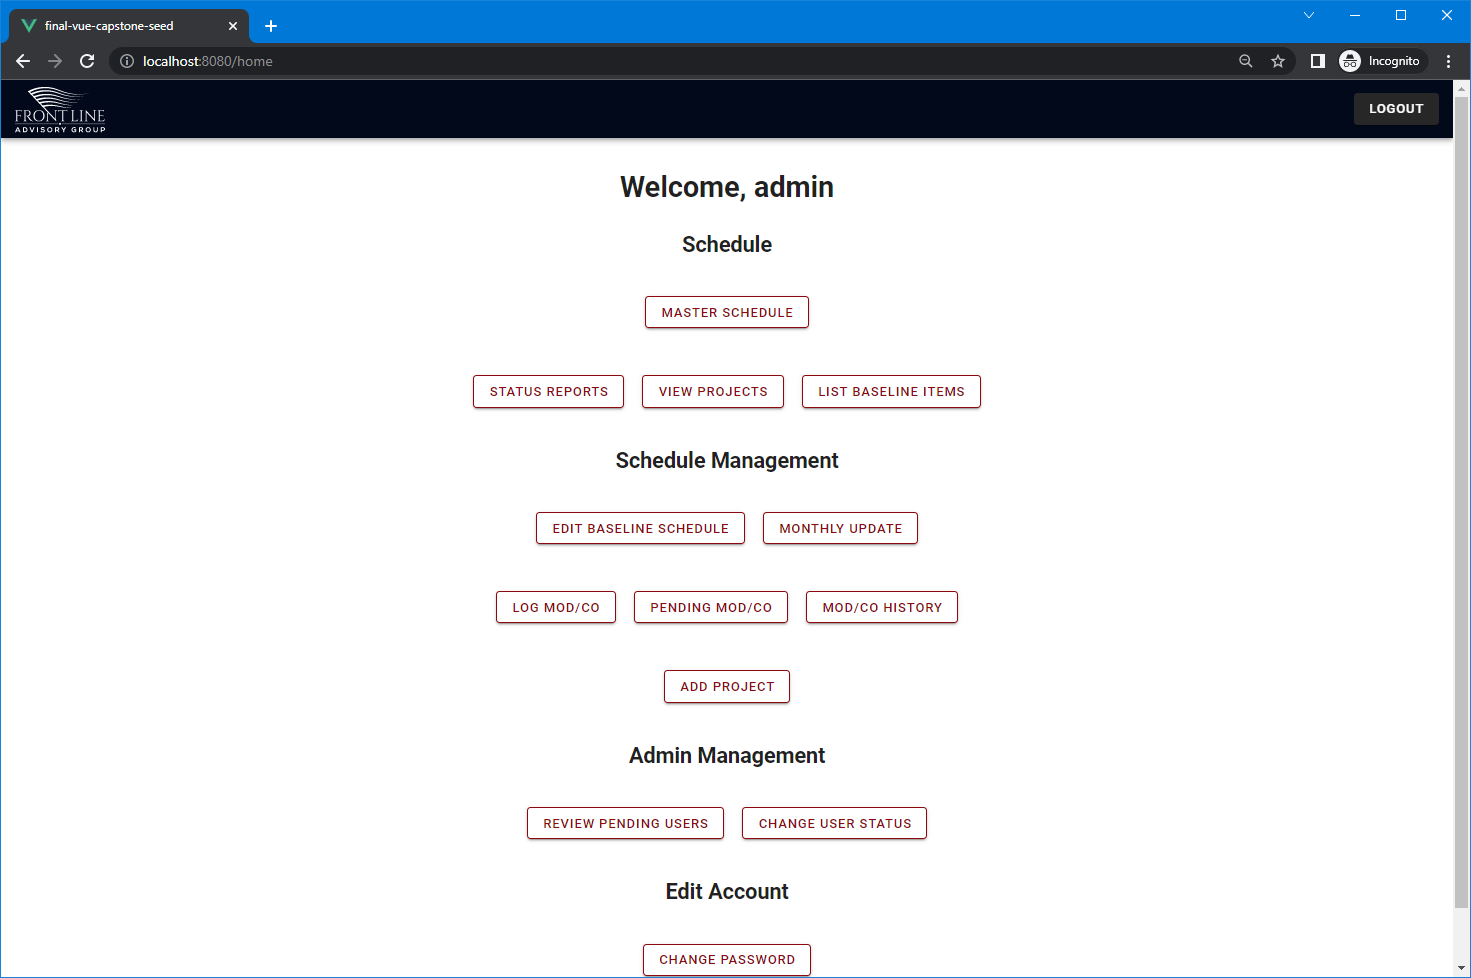 final-vue-capstone-seed
localhost:8080/home
Incognito
FRONT LINE
ADVISORY GROUP
LOGOUT
Welcome, admin
Schedule
MASTER SCHEDULE
STATUS REPORTS VIEW PROJECTS LIST BASELINE ITEMS
Schedule Management
EDIT BASELINE SCHEDULE MONTHLY UPDATE
LOG MOD/CO PENDING MOD/CO MOD/CO HISTORY
ADD PROJECT
Admin Management
REVIEW PENDING USERS CHANGE USER STATUS
Edit Account
CHANGE PASSWORD